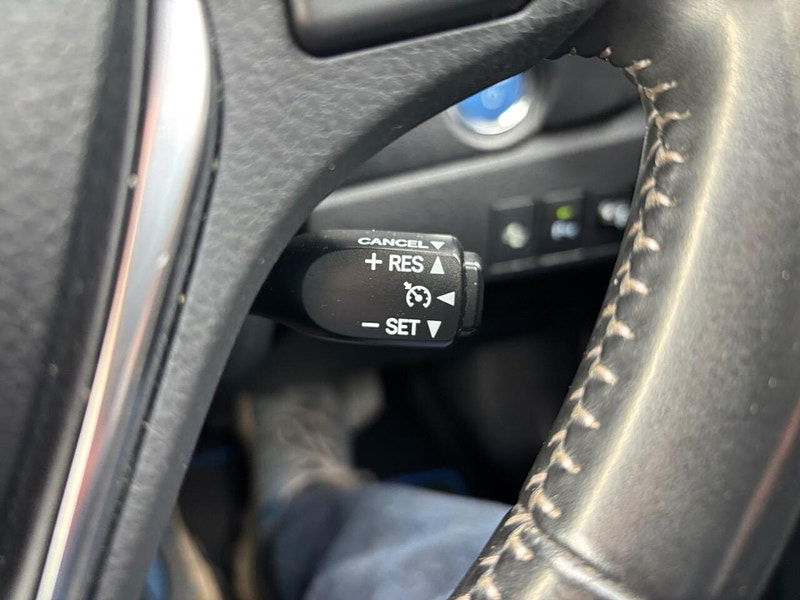 CANCEL▼
+ RES ▲
◀
− SET ▼